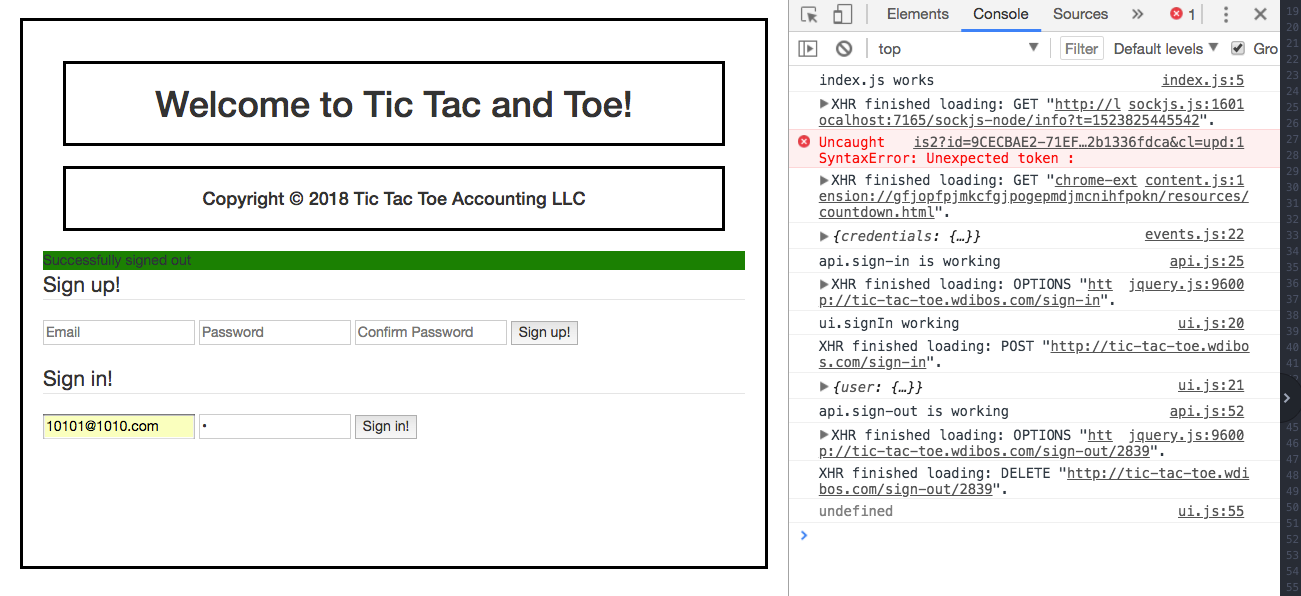 Welcome to Tic Tac and Toe!
Copyright © 2018 Tic Tac Toe Accounting LLC
Successfully signed out
Sign up!
Email Password Confirm Password Sign up!
Sign in!
10101@1010.com • Sign in!
Elements Console Sources » 1
top Filter Default levels Gro
index.js works index.js:5
XHR finished loading: GET "http://l sockjs.js:1601
ocalhost:7165/sockjs-node/info?t=1523825445542".
Uncaught is2?id=9CECBAE2-71EF…2b1336fdca&cl=upd:1
SyntaxError: Unexpected token :
XHR finished loading: GET "chrome-ext content.js:1
ension://gfjopfpjmkcfgjpogepmdjmcnihfpokn/resources/
countdown.html".
{credentials: {…}} events.js:22
api.sign-in is working api.js:25
XHR finished loading: OPTIONS "htt jquery.js:9600
p://tic-tac-toe.wdibos.com/sign-in".
ui.signIn working ui.js:20
XHR finished loading: POST "http://tic-tac-toe.wdibo
s.com/sign-in".
{user: {…}} ui.js:21
api.sign-out is working api.js:52
XHR finished loading: OPTIONS "htt jquery.js:9600
p://tic-tac-toe.wdibos.com/sign-out/2839".
XHR finished loading: DELETE "http://tic-tac-toe.wdi
bos.com/sign-out/2839".
undefined ui.js:55